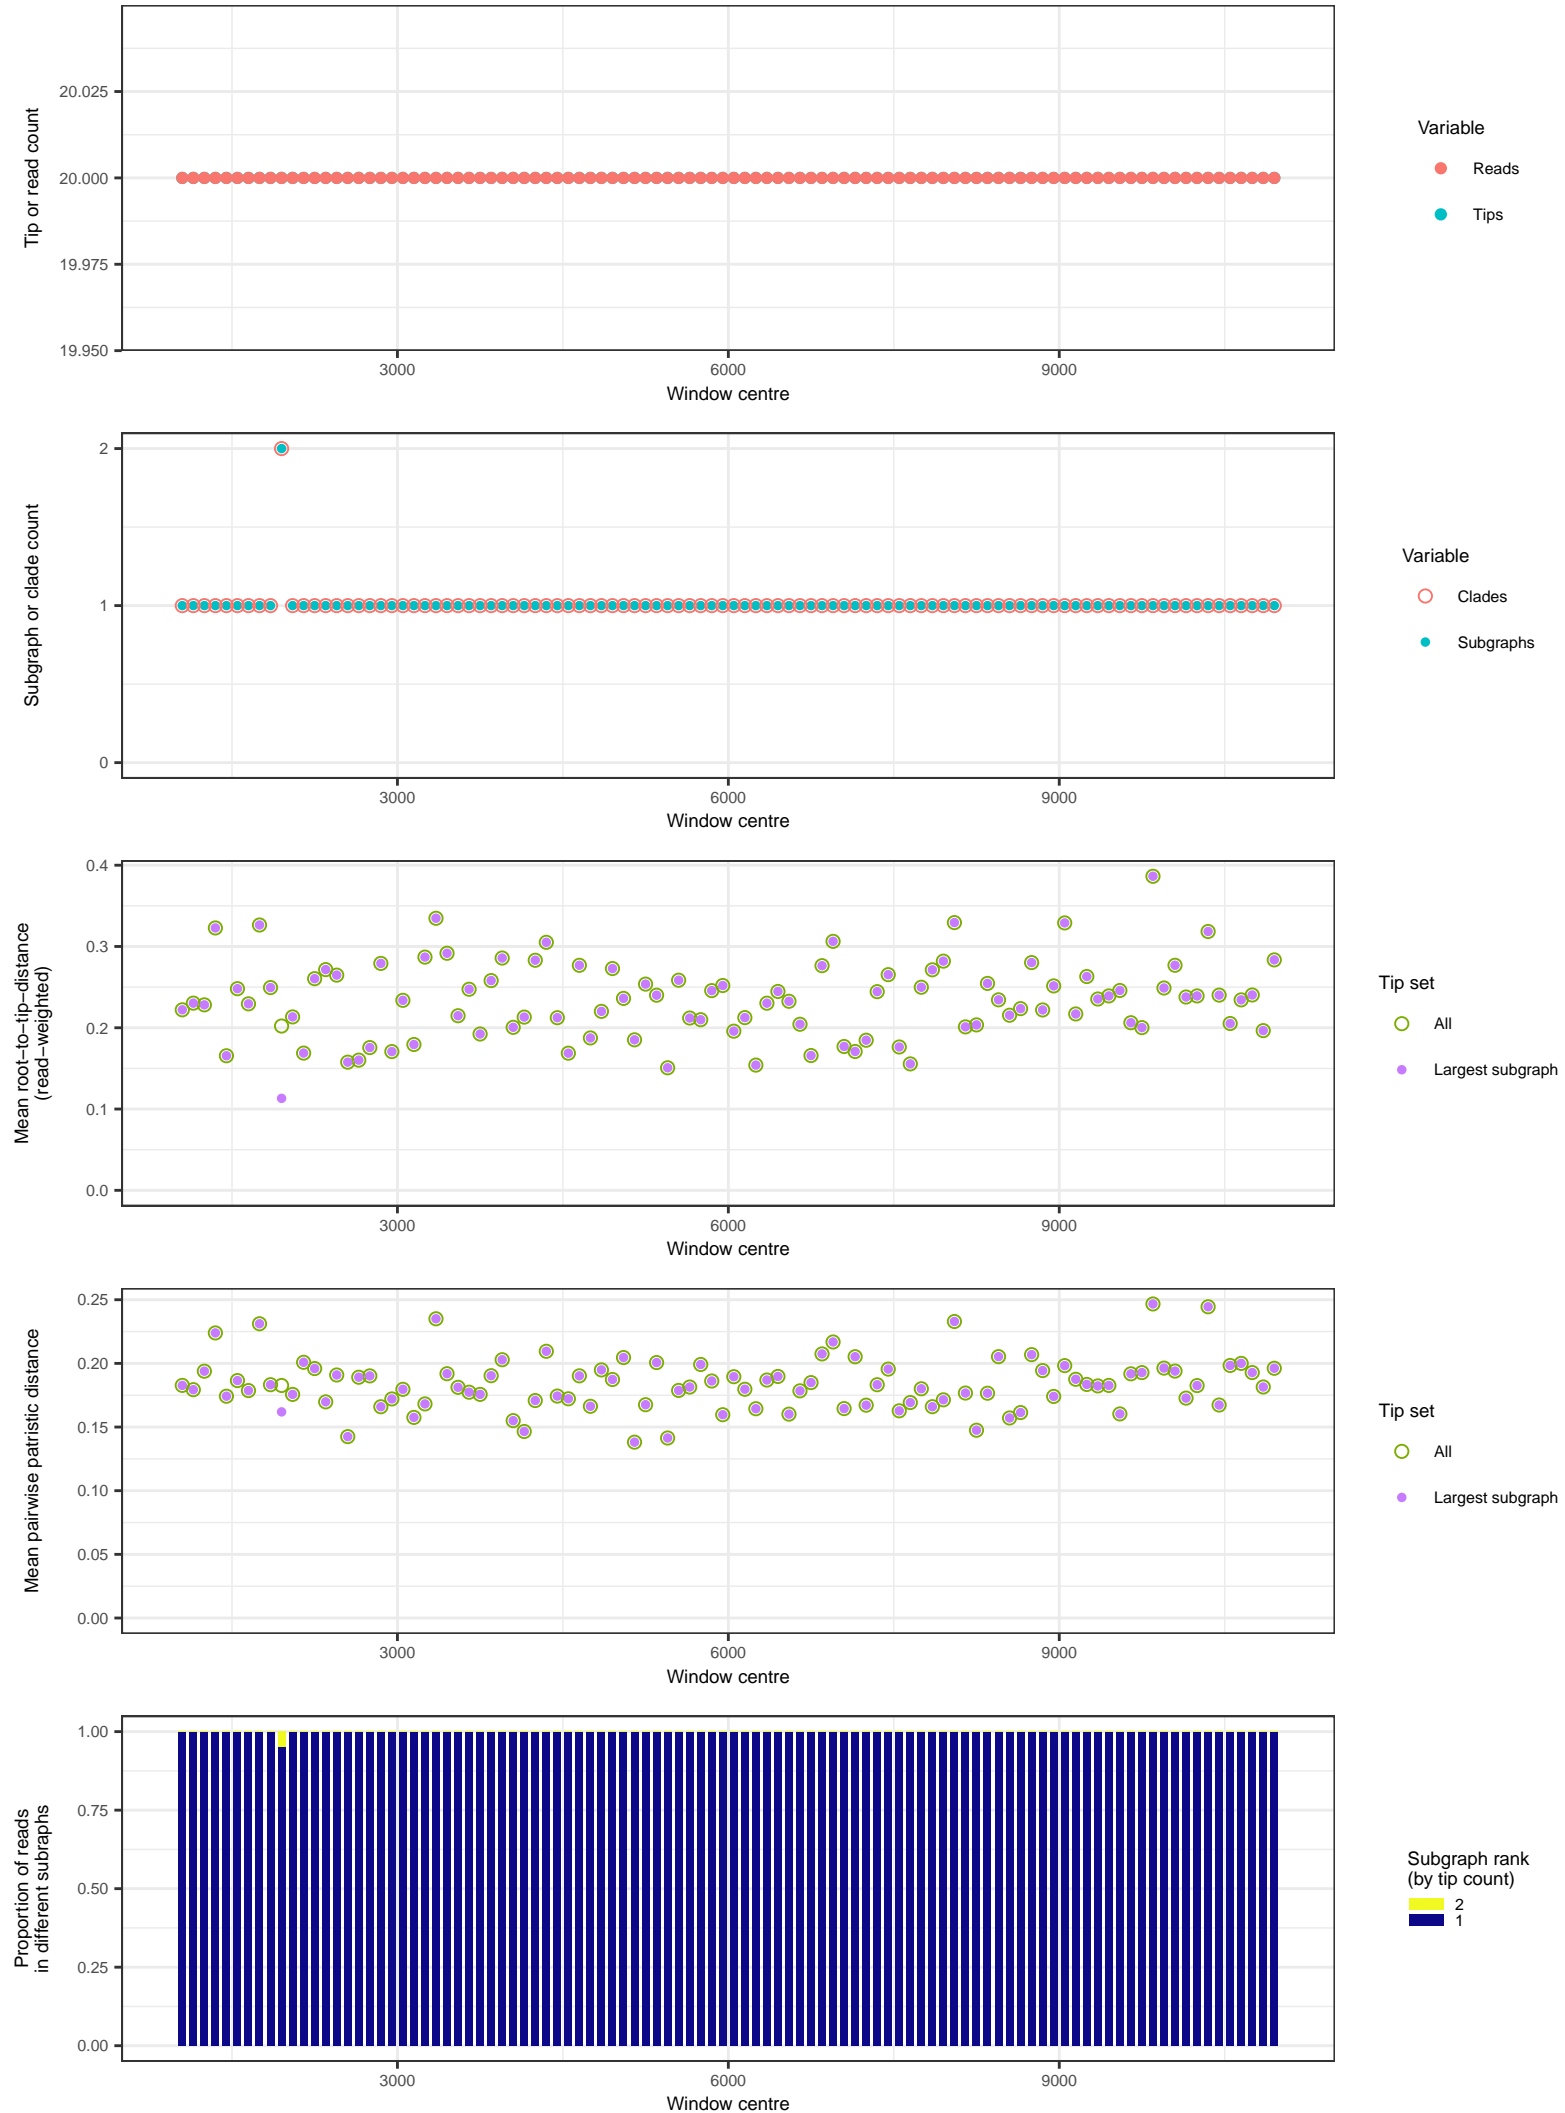 20.025
20.000
19.975
19.950
Tip or read count
3000
6000
9000
Window centre
Variable
Reads
Tips
2
1
0
Subgraph or clade count
3000
6000
9000
Window centre
Variable
Clades
Subgraphs
0.4
0.3
0.2
0.1
0.0
Mean root−to−tip−distance
(read−weighted)
3000
6000
9000
Window centre
Tip set
All
Largest subgraph
0.25
0.20
0.15
0.10
0.05
0.00
Mean pairwise patristic distance
3000
6000
9000
Window centre
Tip set
All
Largest subgraph
1.00
0.75
0.50
0.25
0.00
Proportion of reads
in different subraphs
3000
6000
9000
Window centre
Subgraph rank
(by tip count)
2
1